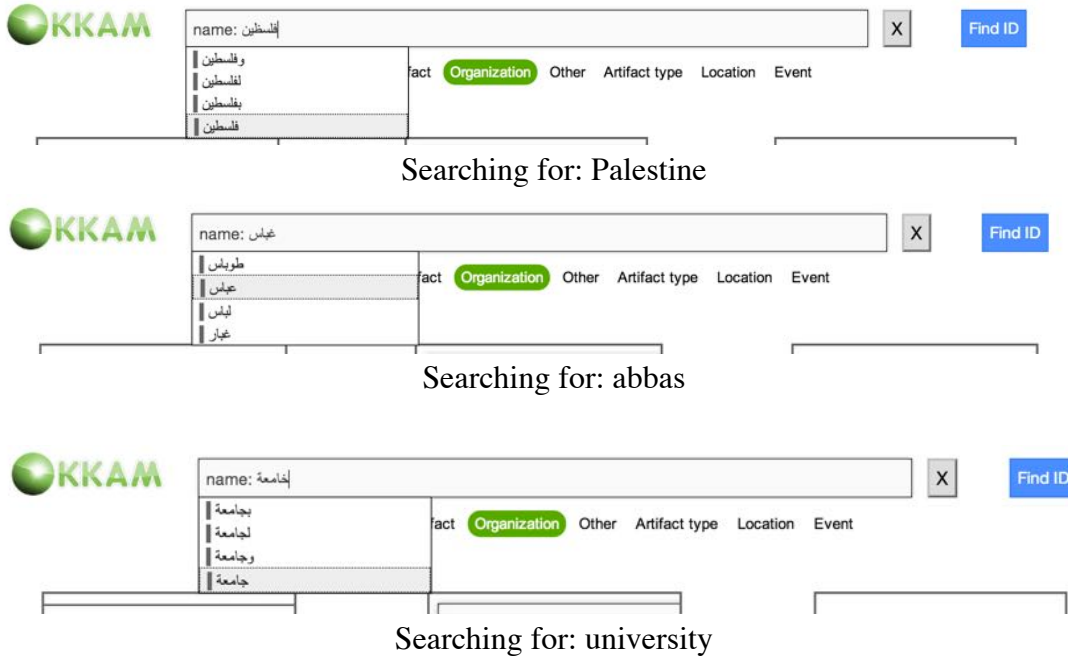 OKKAM name: فلسطين X Find ID
وفلسطين
fact Organization Other Artifact type Location Event
لفلسطين
بفلسطين
فلسطين
Searching for: Palestine
OKKAM name: غباس X Find ID
طوباس
fact Organization Other Artifact type Location Event
عباس
لباس
غبار
Searching for: abbas
OKKAM name: خامعة X Find ID
بجامعة
fact Organization Other Artifact type Location Event
لجامعة
وجامعة
جامعة
Searching for: university